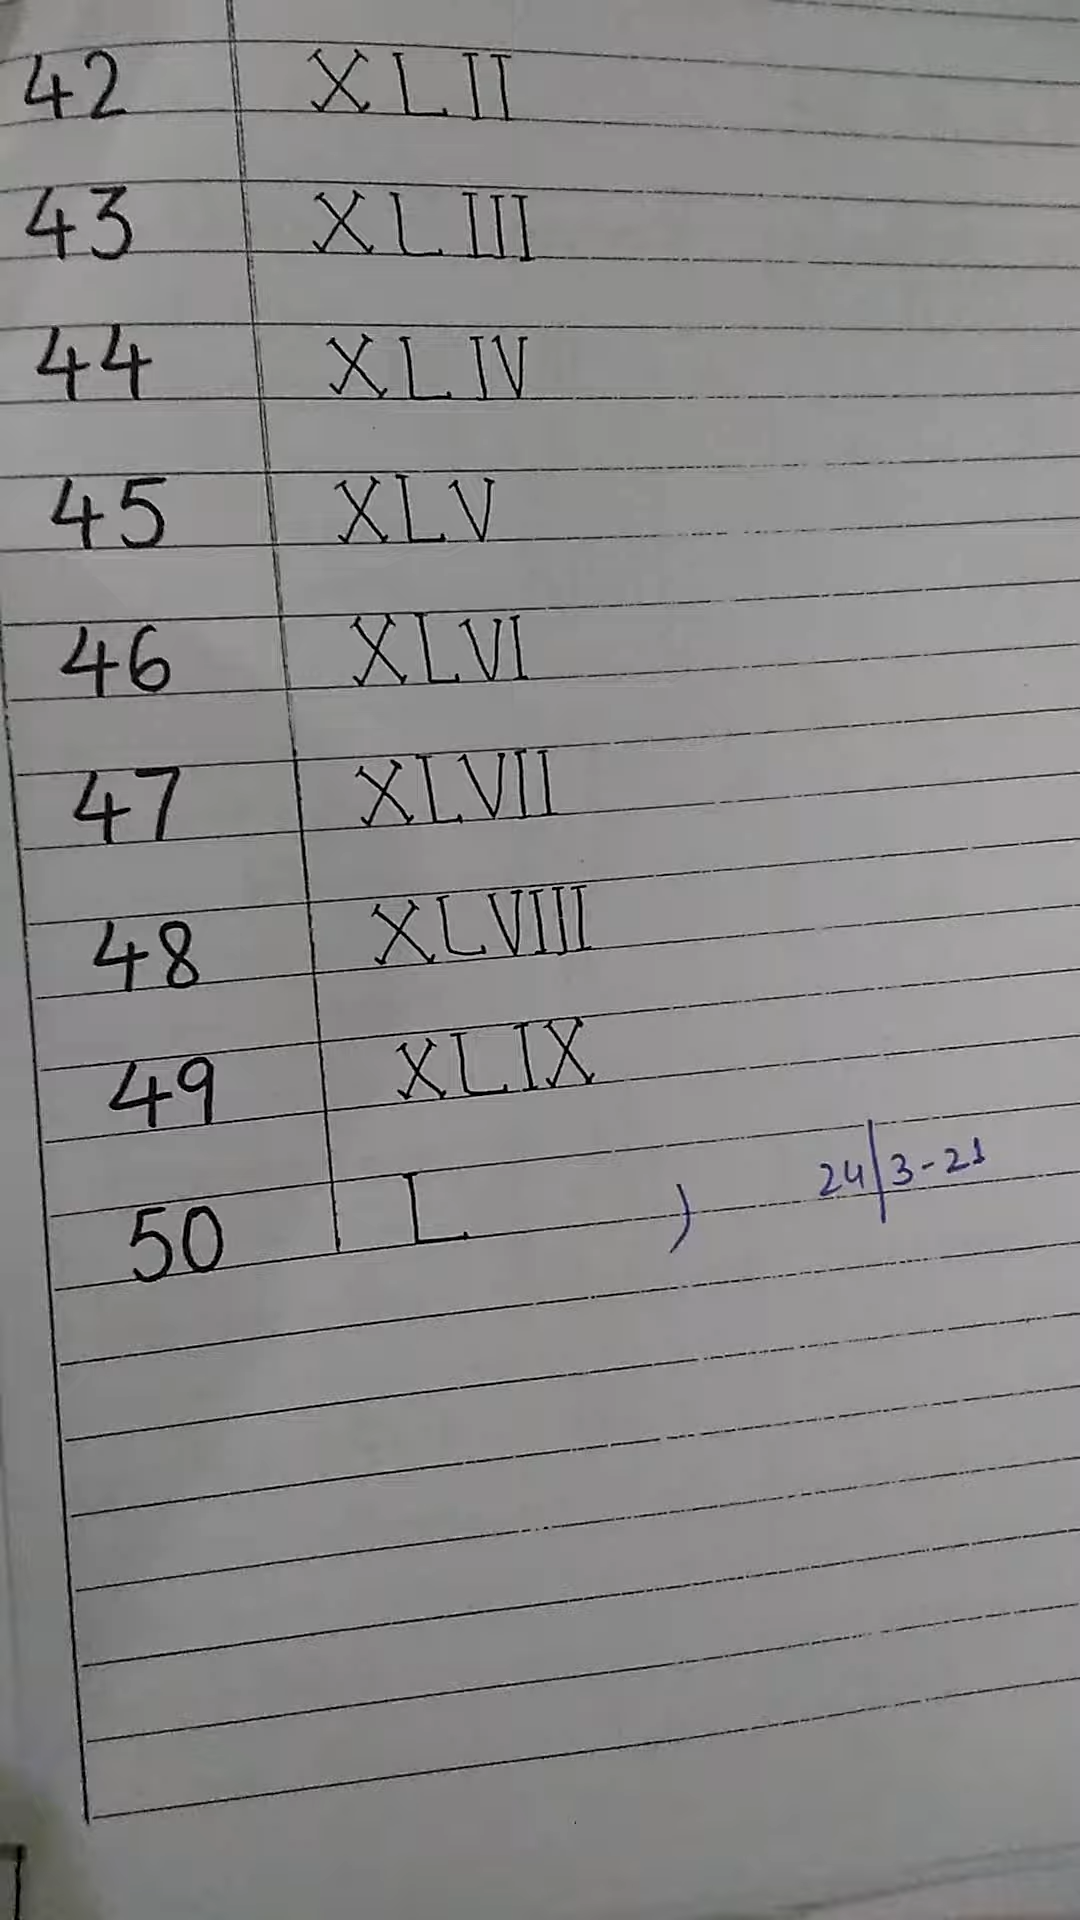 42 XLII
43 XLIII
44 XLIV
45 XLV
46 XLVI
47 XLVII
48 XLVIII
49 XLIX
50 L ) 24|3-21